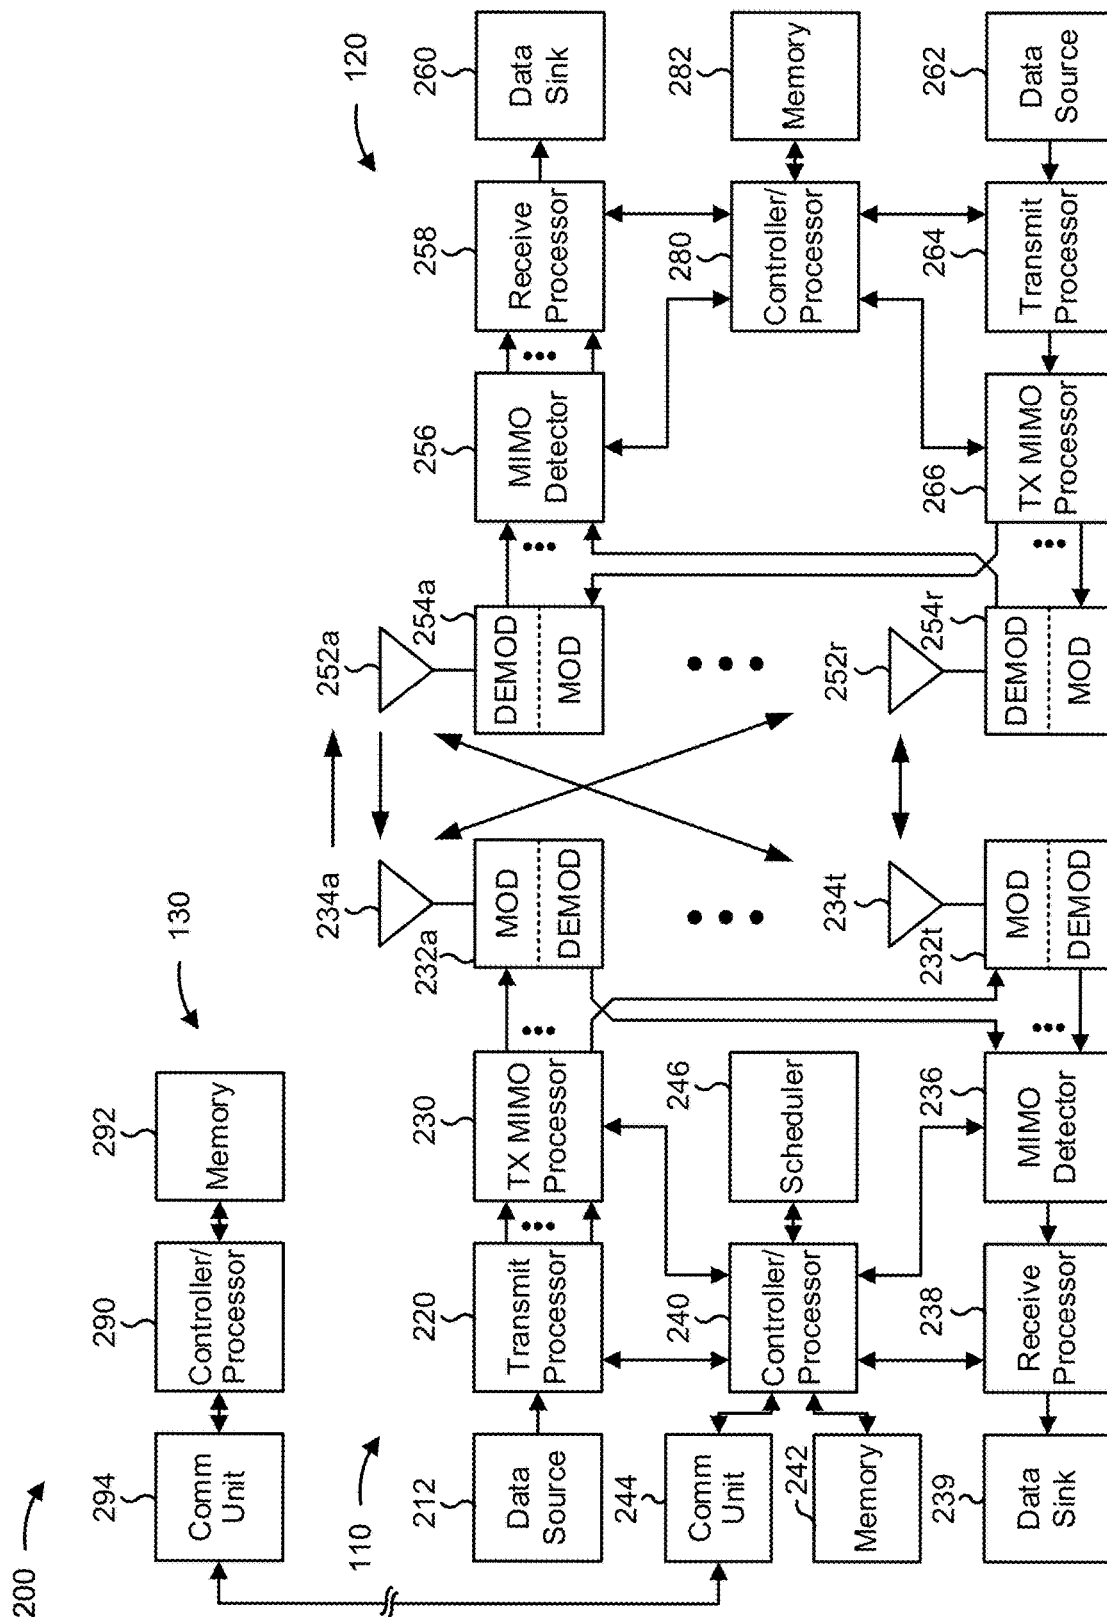 200
294
Comm
Unit
290
Controller/
Processor
292
Memory
130
110
212
Data
Source
220
Transmit
Processor
230
TX MIMO
Processor
232a
MOD
DEMOD
234a
252a
254a
DEMOD
MOD
256
MIMO
Detector
258
Receive
Processor
260
Data
Sink
120
244
Comm
Unit
242
Memory
240
Controller/
Processor
246
Scheduler
280
Controller/
Processor
282
Memory
239
Data
Sink
238
Receive
Processor
236
MIMO
Detector
232t
MOD
DEMOD
234t
252r
254r
DEMOD
MOD
266
TX MIMO
Processor
264
Transmit
Processor
262
Data
Source